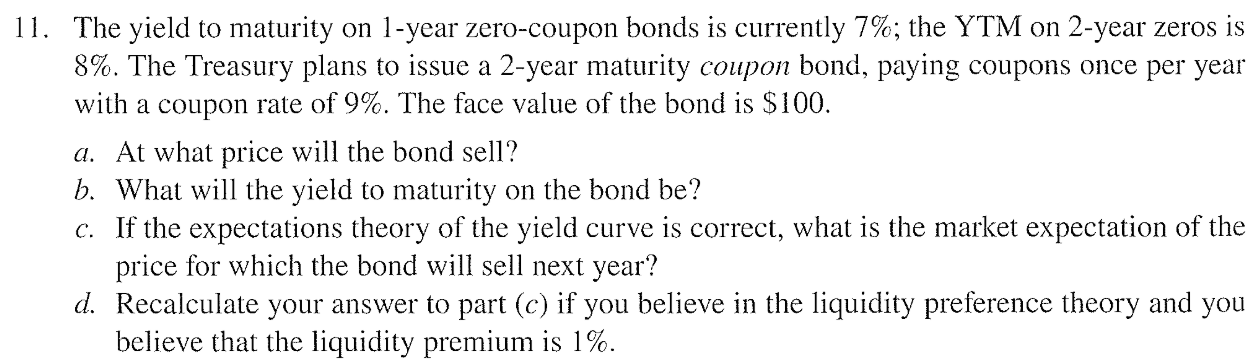 11. The yield to maturity on 1-year zero-coupon bonds is currently 7%; the YTM on 2-year zeros is
8%. The Treasury plans to issue a 2-year maturity coupon bond, paying coupons once per year
with a coupon rate of 9%. The face value of the bond is $100.
a. At what price will the bond sell?
b. What will the yield to maturity on the bond be?
c. If the expectations theory of the yield curve is correct, what is the market expectation of the
price for which the bond will sell next year?
d. Recalculate your answer to part (c) if you believe in the liquidity preference theory and you
believe that the liquidity premium is 1%.